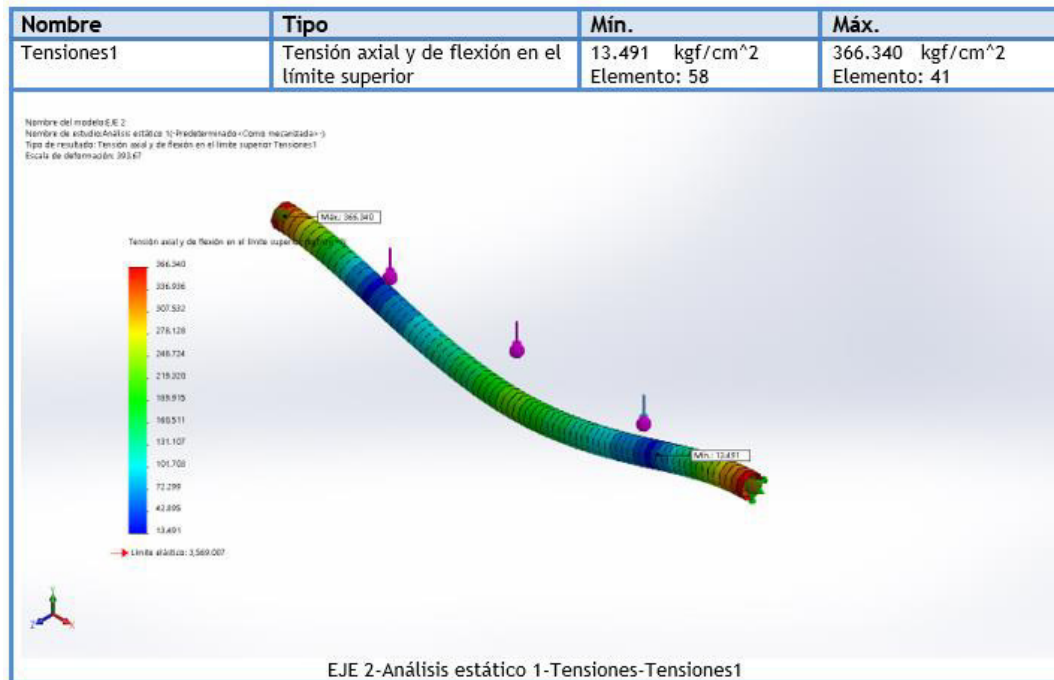 Nombre Tipo Mín. Máx.
Tensiones1 Tensión axial y de flexión en el límite superior 13.491 kgf/cm^2 Elemento: 58 366.340 kgf/cm^2 Elemento: 41
Nombre del modelo:EJE 2
Nombre de estudio:Análisis estático 1(-Predeterminado<Como mecanizada>-)
Tipo de resultado: Tensión axial y de flexión en el límite superior Tensiones1
Escala de deformación: 393.67
Máx.: 366.340
Tensión axial y de flexión en el límite superior
366.340
336.936
307.532
278.128
248.724
219.320
189.915
160.511
131.107
101.703
72.299
42.895
13.491
Límite elástico: 3,569.007
Mín.: 13.491
Y
Z
X
EJE 2-Análisis estático 1-Tensiones-Tensiones1